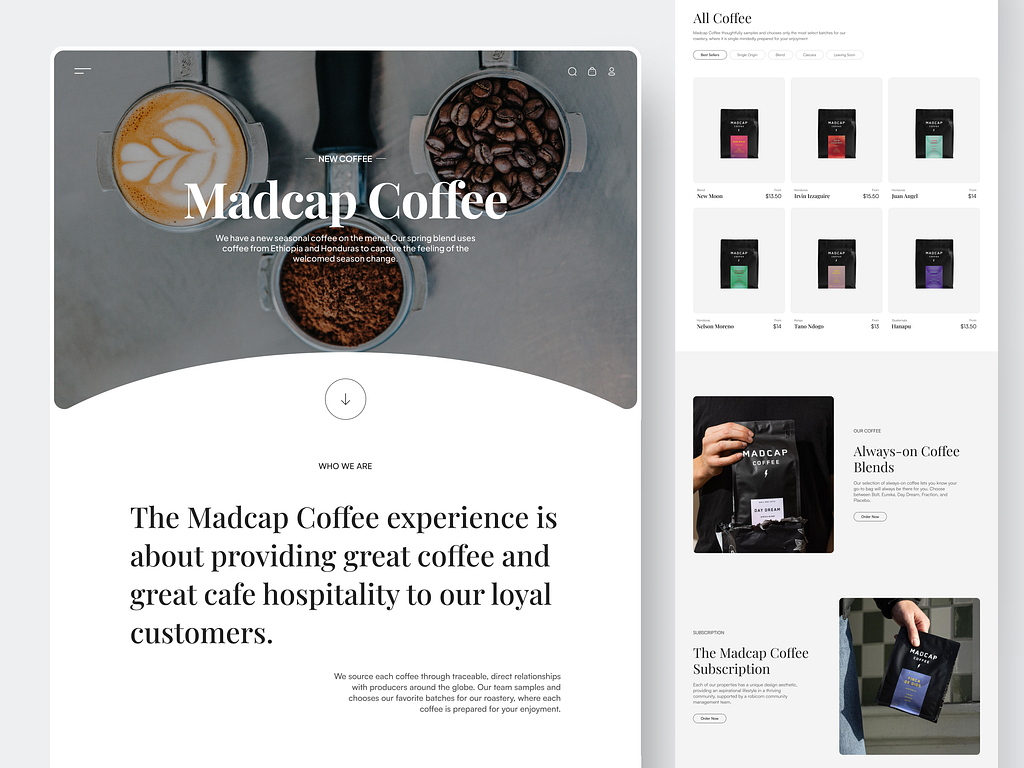 NEW COFFEE
Madcap Coffee
We have a new seasonal coffee on the menu! Our spring blend uses
coffee from Ethiopia and Honduras to capture the feeling of the
welcomed season change.
WHO WE ARE
The Madcap Coffee experience is
about providing great coffee and
great cafe hospitality to our loyal
customers.
We source each coffee through traceable, direct relationships
with producers around the globe. Our team samples and
chooses our favorite batches for our roastery, where each
coffee is prepared for your enjoyment.
All Coffee
Madcap Coffee thoughtfully samples and chooses only the most select batches for our
roastery, where it is single-mindedly prepared for your enjoyment
Best Sellers Single Origin Blend Cascara Leaving Soon
MADCAP
COFFEE
MADCAP
COFFEE
MADCAP
COFFEE
Blend From Honduras From Honduras From
New Moon $13.50 Irvin Izzaguire $15.50 Juan Angel $14
MADCAP
COFFEE
MADCAP
COFFEE
MADCAP
COFFEE
Honduras From Kenya From Guatemala From
Nelson Moreno $14 Tano Ndogo $13 Hanapu $13.50
MADCAP
COFFEE
DAY DREAM
OUR COFFEE
Always-on Coffee
Blends
Our selection of always-on coffee lets you know your
go-to bag will always be there for you. Choose
between Bolt, Eureka, Day Dream, Fraction, and
Placebo.
Order Now
SUBSCRIPTION
The Madcap Coffee
Subscription
Each of our properties has a unique design aesthetic,
providing an aspirational lifestyle in a thriving
community, supported by a robicorn community
management team.
Order Now
MADCAP
COFFEE